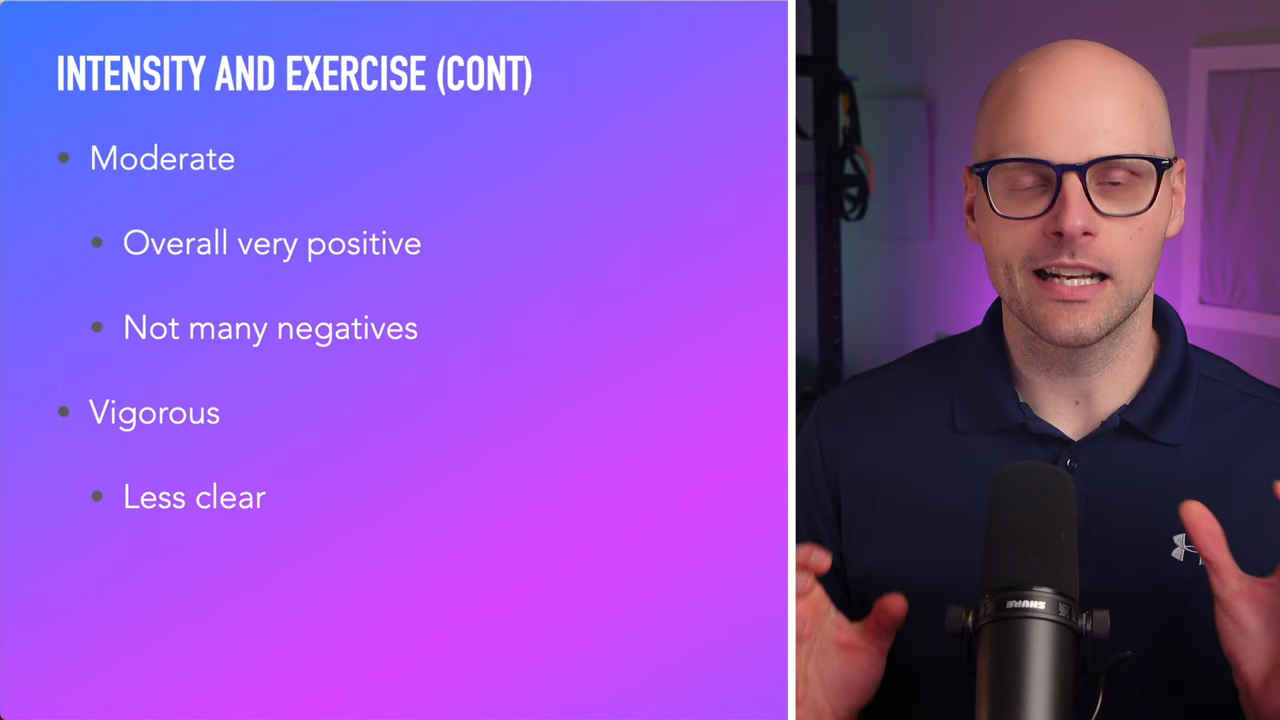 INTENSITY AND EXERCISE (CONT)
• Moderate
• Overall very positive
• Not many negatives
• Vigorous
• Less clear
SHURE